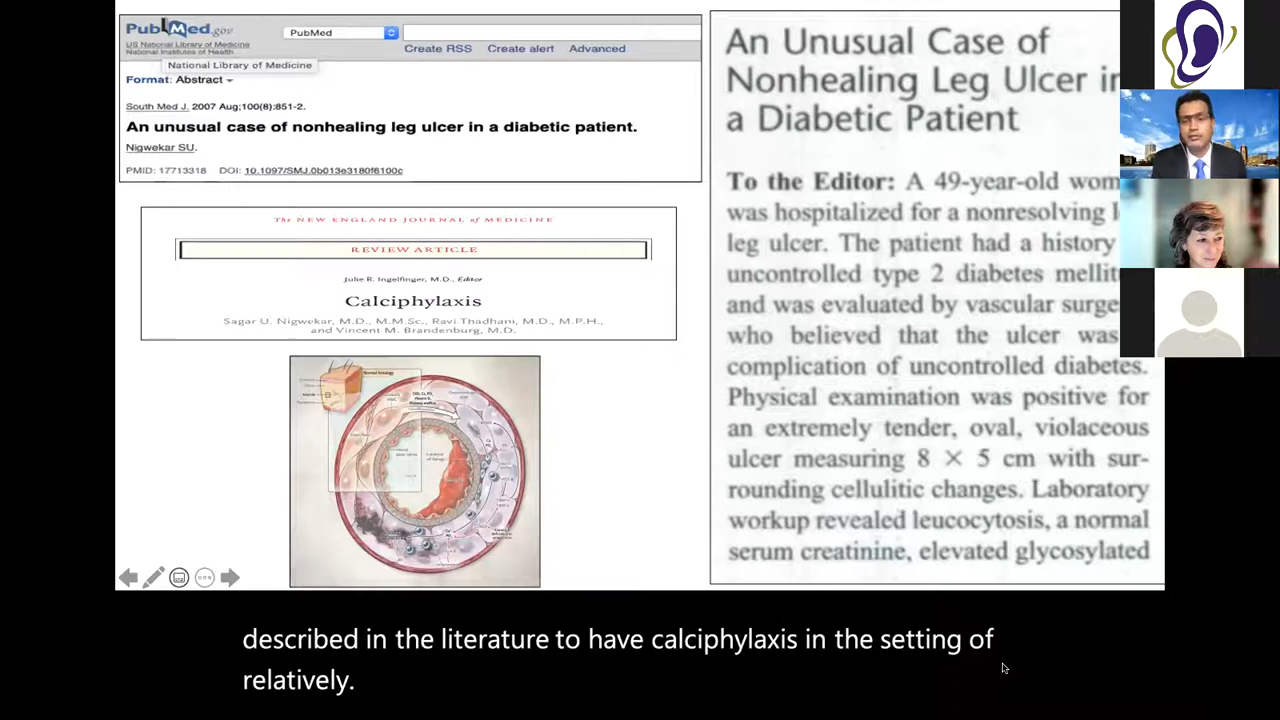 PubMed.gov
US National Library of Medicine
National Institutes of Health
National Library of Medicine
PubMed
Create RSS Create alert Advanced
Format: Abstract
South Med J. 2007 Aug;100(8):851-2.
An unusual case of nonhealing leg ulcer in a diabetic patient.
Nigwekar SU.
PMID: 17713318 DOI: 10.1097/SMJ.0b013e3180f6100c
The NEW ENGLAND JOURNAL of MEDICINE
REVIEW ARTICLE
Julie R. Ingelfinger, M.D., Editor
Calciphylaxis
Sagar U. Nigwekar, M.D., M.M.Sc., Ravi Thadhani, M.D., M.P.H.,
and Vincent M. Brandenburg, M.D.
Normal histology
An Unusual Case of
Nonhealing Leg Ulcer in
a Diabetic Patient
To the Editor: A 49-year-old wom
was hospitalized for a nonresolving l
leg ulcer. The patient had a history
uncontrolled type 2 diabetes mellit
and was evaluated by vascular surge
who believed that the ulcer was
complication of uncontrolled diabetes.
Physical examination was positive for
an extremely tender, oval, violaceous
ulcer measuring 8 × 5 cm with sur-
rounding cellulitic changes. Laboratory
workup revealed leucocytosis, a normal
serum creatinine, elevated glycosylated
described in the literature to have calciphylaxis in the setting of
relatively.